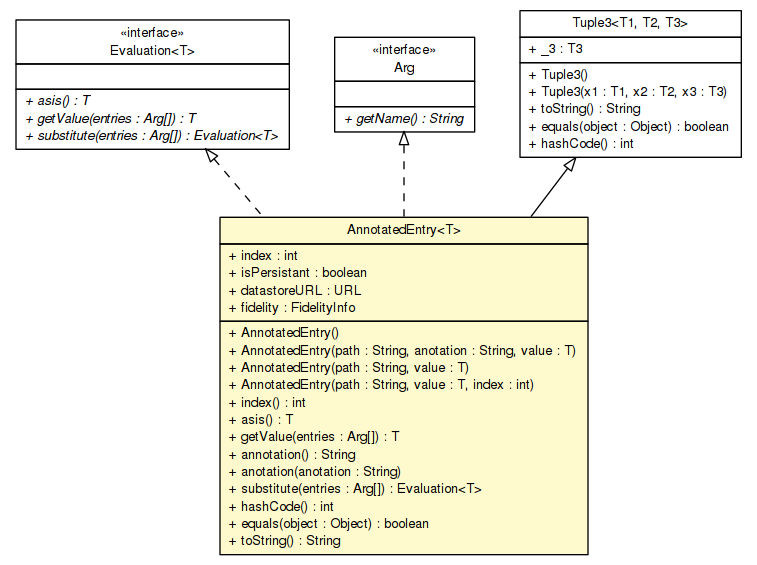 «interface»
Evaluation<T>
+ asis() : T
+ getValue(entries : Arg[]) : T
+ substitute(entries : Arg[]) : Evaluation<T>
«interface»
Arg
+ getName() : String
Tuple3<T1, T2, T3>
+ _3 : T3
+ Tuple3()
+ Tuple3(x1 : T1, x2 : T2, x3 : T3)
+ toString() : String
+ equals(object : Object) : boolean
+ hashCode() : int
AnnotatedEntry<T>
+ index : int
+ isPersistant : boolean
+ datastoreURL : URL
+ fidelity : FidelityInfo
+ AnnotatedEntry()
+ AnnotatedEntry(path : String, anotation : String, value : T)
+ AnnotatedEntry(path : String, value : T)
+ AnnotatedEntry(path : String, value : T, index : int)
+ index() : int
+ asis() : T
+ getValue(entries : Arg[]) : T
+ annotation() : String
+ anotation(anotation : String)
+ substitute(entries : Arg[]) : Evaluation<T>
+ hashCode() : int
+ equals(object : Object) : boolean
+ toString() : String